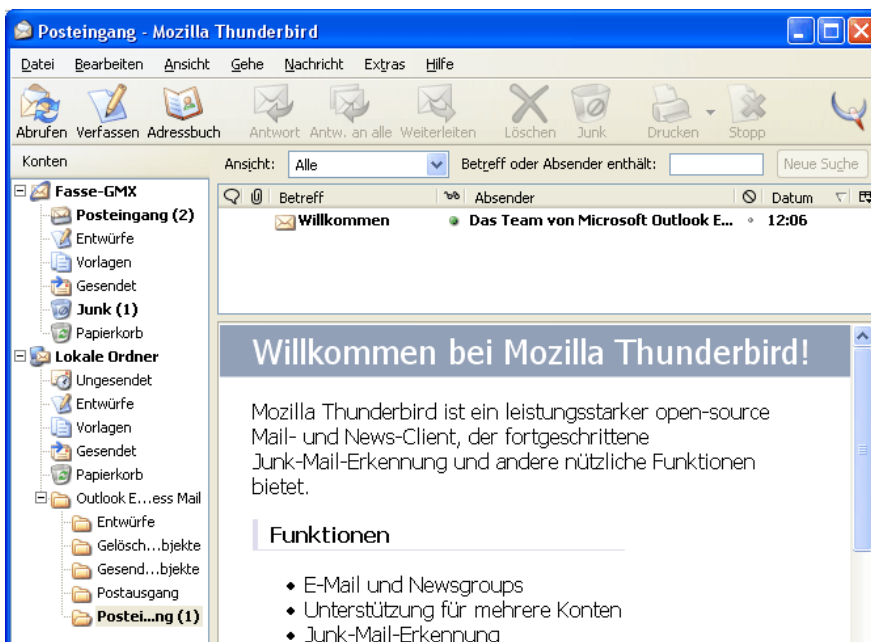 Posteingang - Mozilla Thunderbird
Datei Bearbeiten Ansicht Gehe Nachricht Extras Hilfe
Abrufen Verfassen Adressbuch Antwort Antw. an alle Weiterleiten Löschen Junk Drucken Stopp
Konten
Ansicht: Alle Betreff oder Absender enthält: Neue Suche
Fasse-GMX
Posteingang (2)
Entwürfe
Vorlagen
Gesendet
Junk (1)
Papierkorb
Lokale Ordner
Ungesendet
Entwürfe
Vorlagen
Gesendet
Papierkorb
Outlook E...ess Mail
Entwürfe
Gelösch...bjekte
Gesend...bjekte
Postausgang
Postei...ng (1)
Betreff Absender Datum
Willkommen Das Team von Microsoft Outlook E... 12:06
Willkommen bei Mozilla Thunderbird!
Mozilla Thunderbird ist ein leistungsstarker open-source
Mail- und News-Client, der fortgeschrittene
Junk-Mail-Erkennung und andere nützliche Funktionen
bietet.
Funktionen
• E-Mail und Newsgroups
• Unterstützung für mehrere Konten
• Junk-Mail-Erkennung